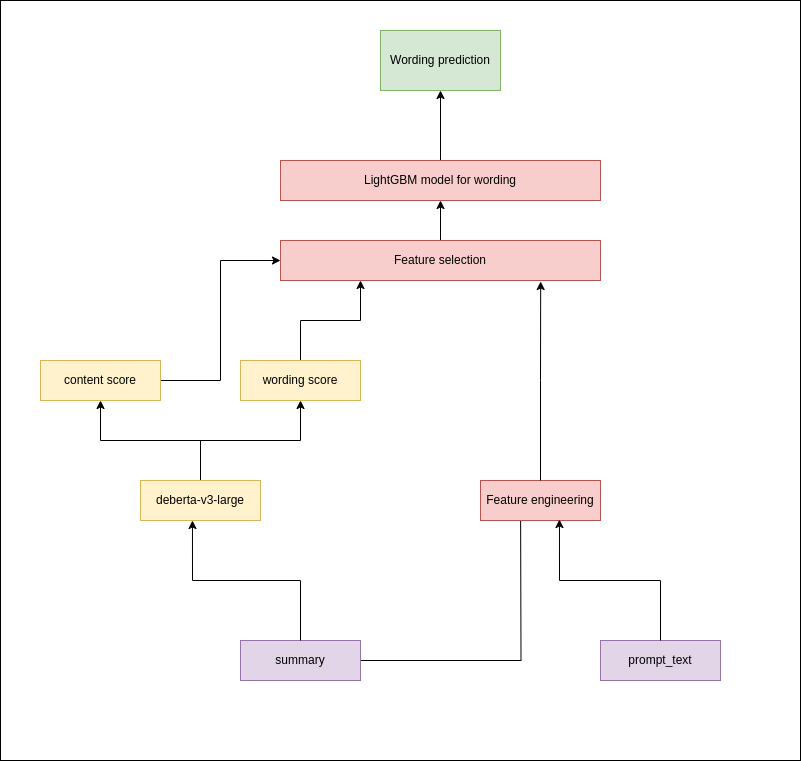 Wording prediction
LightGBM model for wording
Feature selection
content score
wording score
deberta-v3-large
Feature engineering
summary
prompt_text